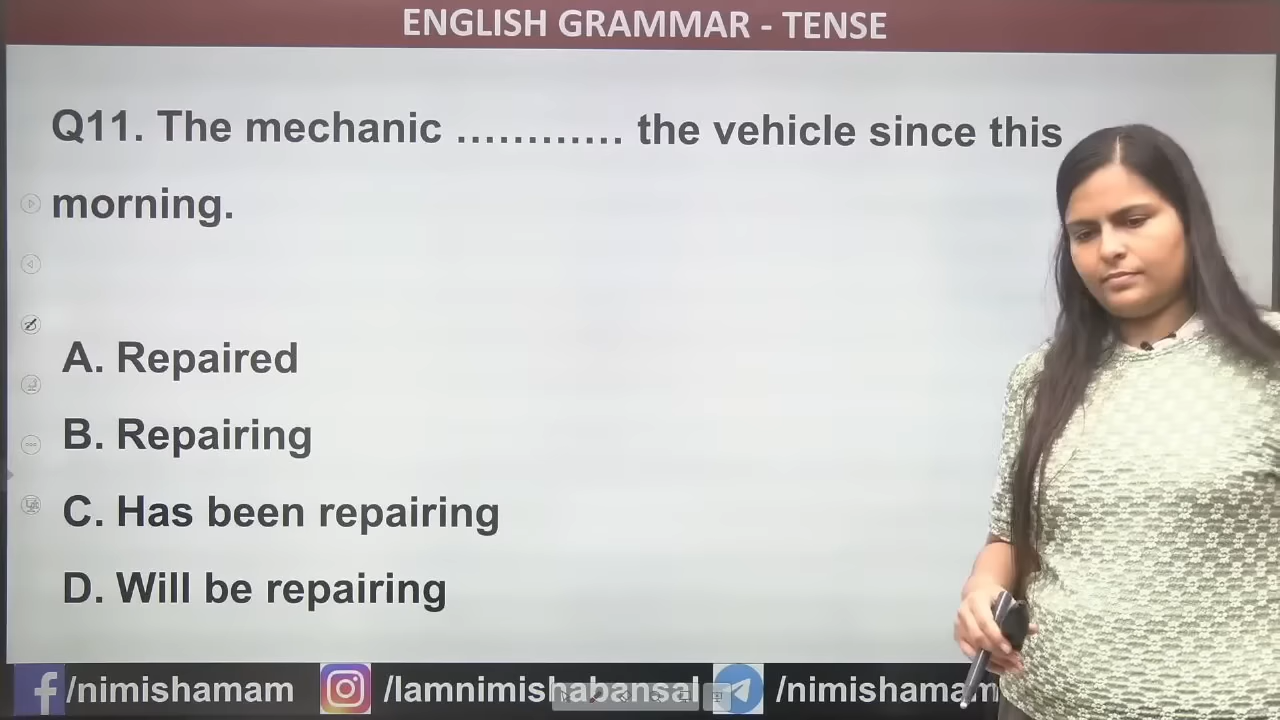 ENGLISH GRAMMAR - TENSE
Q11. The mechanic ............ the vehicle since this
morning.
A. Repaired
B. Repairing
C. Has been repairing
D. Will be repairing
/nimishamam
/Iamnimishabansal
/nimishamam